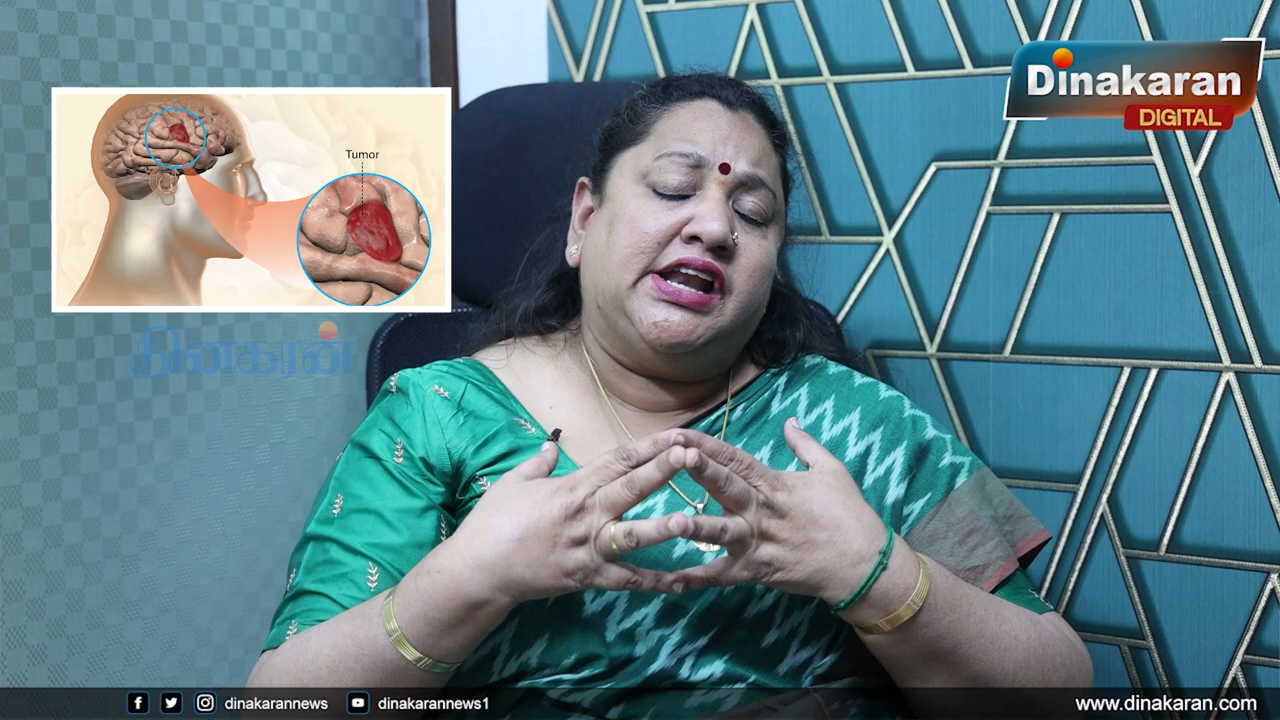 Dinakaran
DIGITAL
Tumor
தினகரன்
dinakarannews
dinakarannews1
www.dinakaran.com